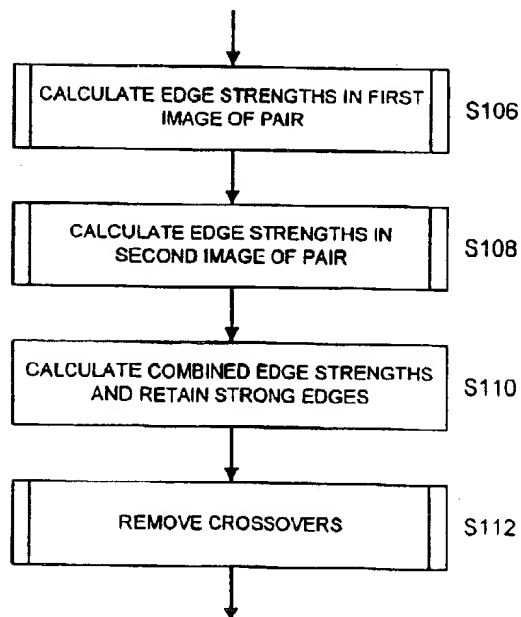 CALCULATE EDGE STRENGTHS IN FIRST
IMAGE OF PAIR
S106
CALCULATE EDGE STRENGTHS IN
SECOND IMAGE OF PAIR
S108
CALCULATE COMBINED EDGE STRENGTHS
AND RETAIN STRONG EDGES
S110
REMOVE CROSSOVERS
S112